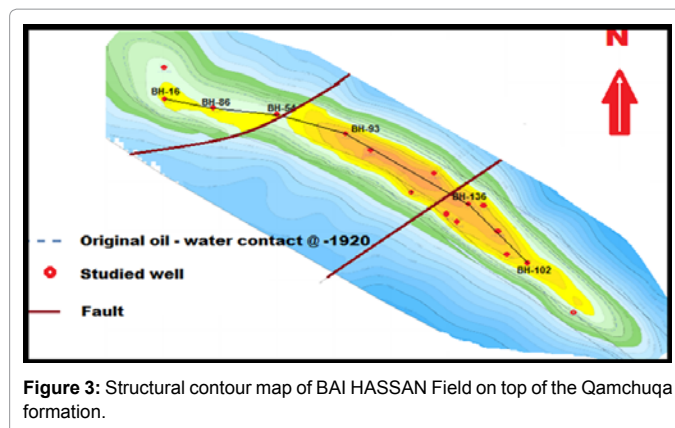 N
BH-16
BH-86
BH-54
BH-93
BH-136
BH-102
Original oil - water contact @ -1920
Studied well
Fault
Figure 3: Structural contour map of BAI HASSAN Field on top of the Qamchuqa
formation.